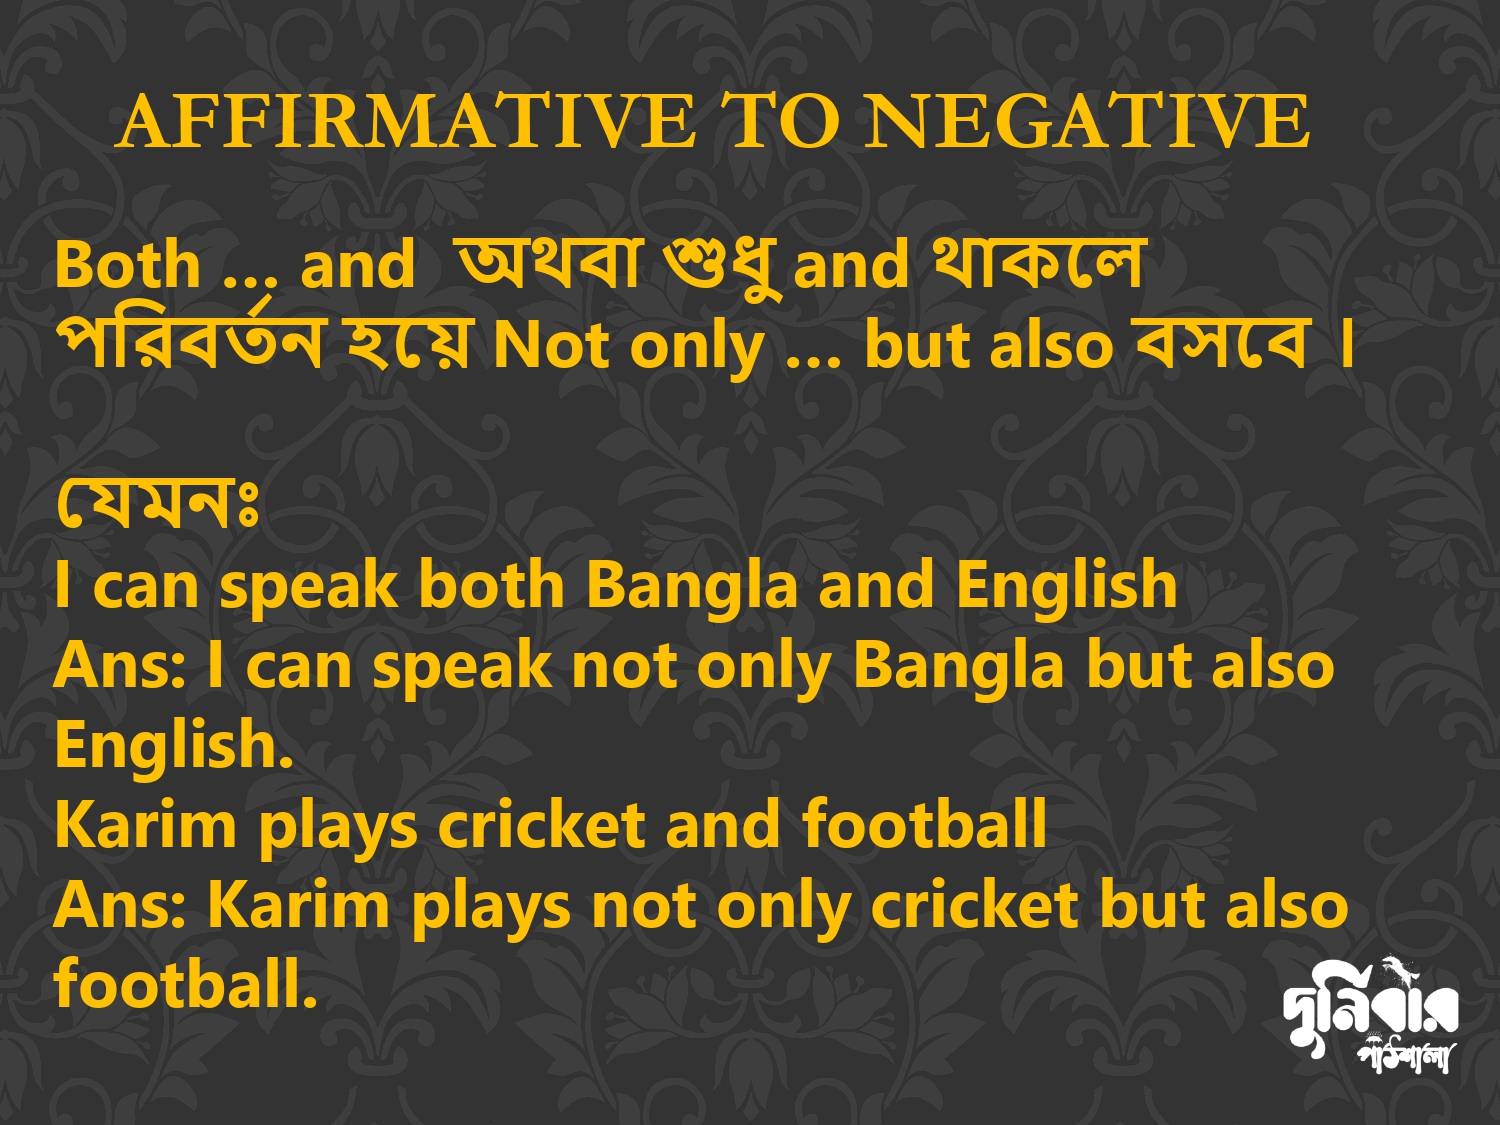 AFFIRMATIVE TO NEGATIVE
Both … and অথবা শুধু and থাকলে
পরিবর্তন হয়ে Not only … but also বসবে ।
যেমনঃ
I can speak both Bangla and English
Ans: I can speak not only Bangla but also
English.
Karim plays cricket and football
Ans: Karim plays not only cricket but also
football.
দুর্নিবার
পাঠশালা